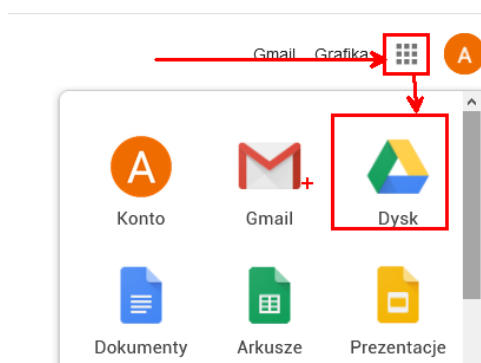 Gmail Grafika A
A
Konto Gmail Dysk
Dokumenty Arkusze Prezentacje